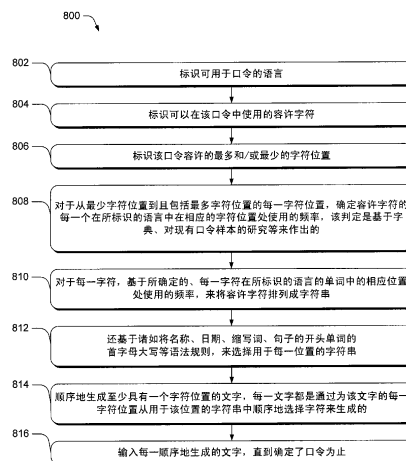 800
802
标识可用于口令的语言
804
标识可以在该口令中使用的容许字符
806
标识该口令容许的最多和/或最少的字符位置
808
对于从最少字符位置到且包括最多字符位置的每一字符位置，确定容许字符的
每一个在所标识的语言中在相应的字符位置处使用的频率，该判定是基于字
典、对现有口令样本的研究等来作出的
810
对于每一字符，基于所确定的、每一字符在所标识的语言的单词中的相应位置
处使用的频率，来将容许字符排列成字符串
812
还基于诸如将名称、日期、缩写词、句子的开头单词的
首字母大写等语法规则，来选择用于每一位置的字符串
814
顺序地生成至少具有一个字符位置的文字，每一文字都是通过为该文字的每一
字符位置从用于该位置的字符串中顺序地选择字符来生成的
816
输入每一顺序地生成的文字，直到确定了口令为止